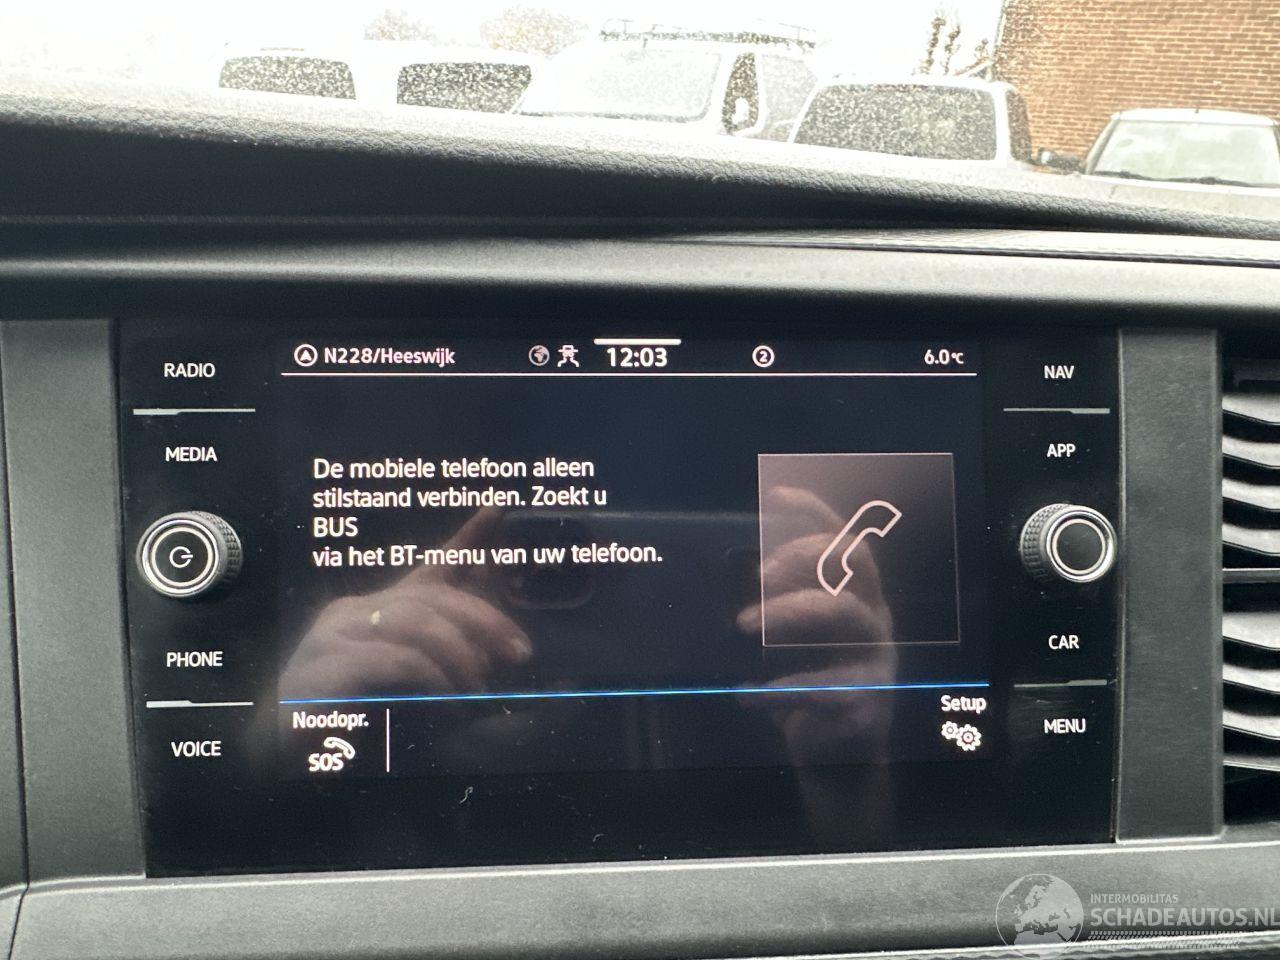 N228/Heeswijk 12:03 2 6.0°C
RADIO
NAV
MEDIA
APP
De mobiele telefoon alleen
stilstaand verbinden. Zoekt u
BUS
via het BT-menu van uw telefoon.
PHONE
CAR
Noodopr.
SOS
Setup
VOICE
MENU
INTERMOBILITAS
SCHADEAUTOS.NL